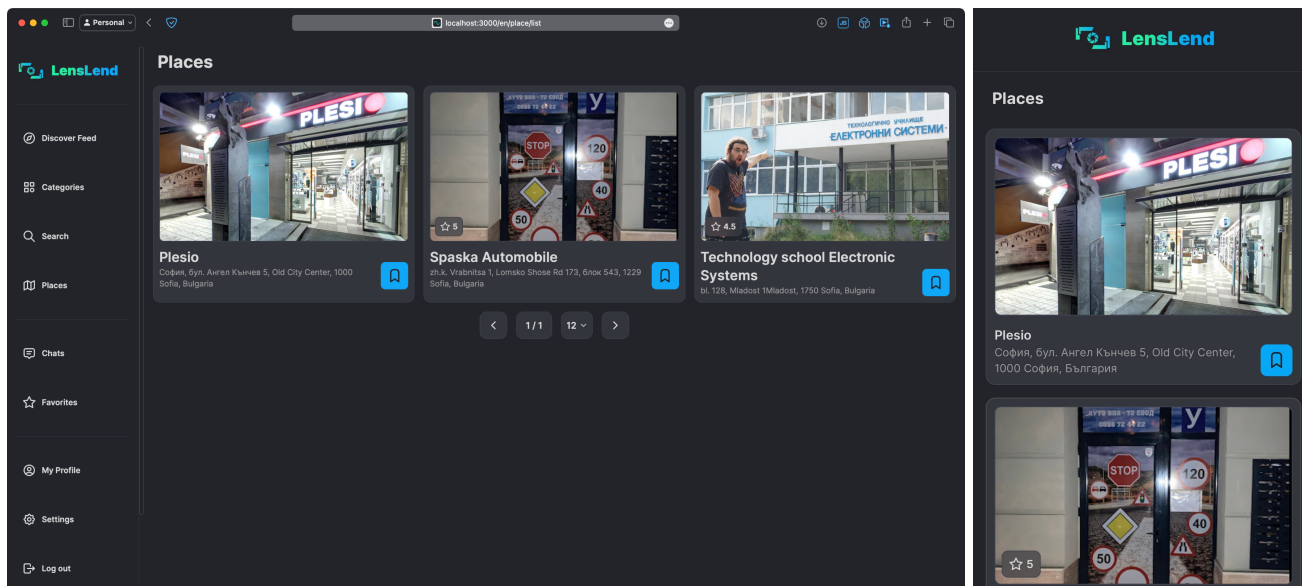 Personal
localhost:3000/en/place/list
LensLend
Discover Feed
Categories
Search
Places
Chats
Favorites
My Profile
Settings
Log out
Places
PLESIO
Plesio
София, бул. Ангел Кънчев 5, Old City Center, 1000
Sofia, Bulgaria
У
STOP
120
40
50
5
Spaska Automobile
zh.k. Vrabnitsa 1, Lomsko Shose Rd 173, блок 543, 1229
Sofia, Bulgaria
ТЕХНОЛОГИЧНО УЧИЛИЩЕ
ЕЛЕКТРОННИ СИСТЕМИ
4.5
Technology school Electronic
Systems
bl. 128, Mladost 1Mladost, 1750 Sofia, Bulgaria
1 / 1
12
LensLend
Places
PLESIO
Plesio
София, бул. Ангел Кънчев 5, Old City Center,
1000 София, България
У
STOP
120
40
50
5